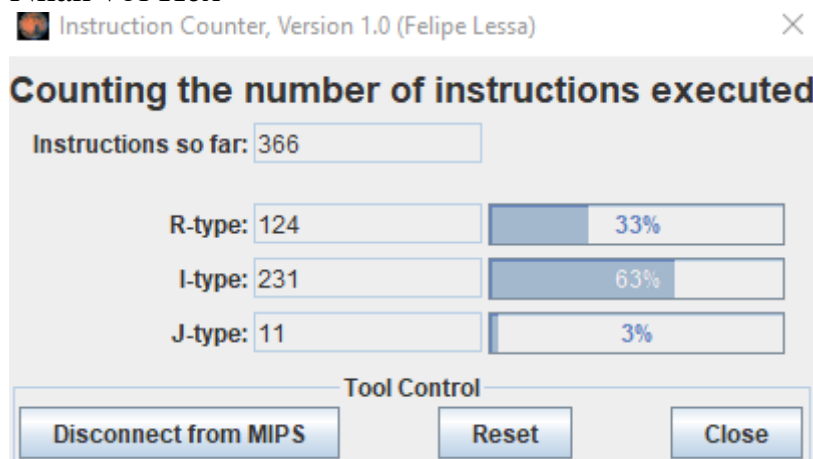 Instruction Counter, Version 1.0 (Felipe Lessa)
Counting the number of instructions executed
Instructions so far: 366
R-type: 124 33%
I-type: 231 63%
J-type: 11 3%
Tool Control
Disconnect from MIPS Reset Close